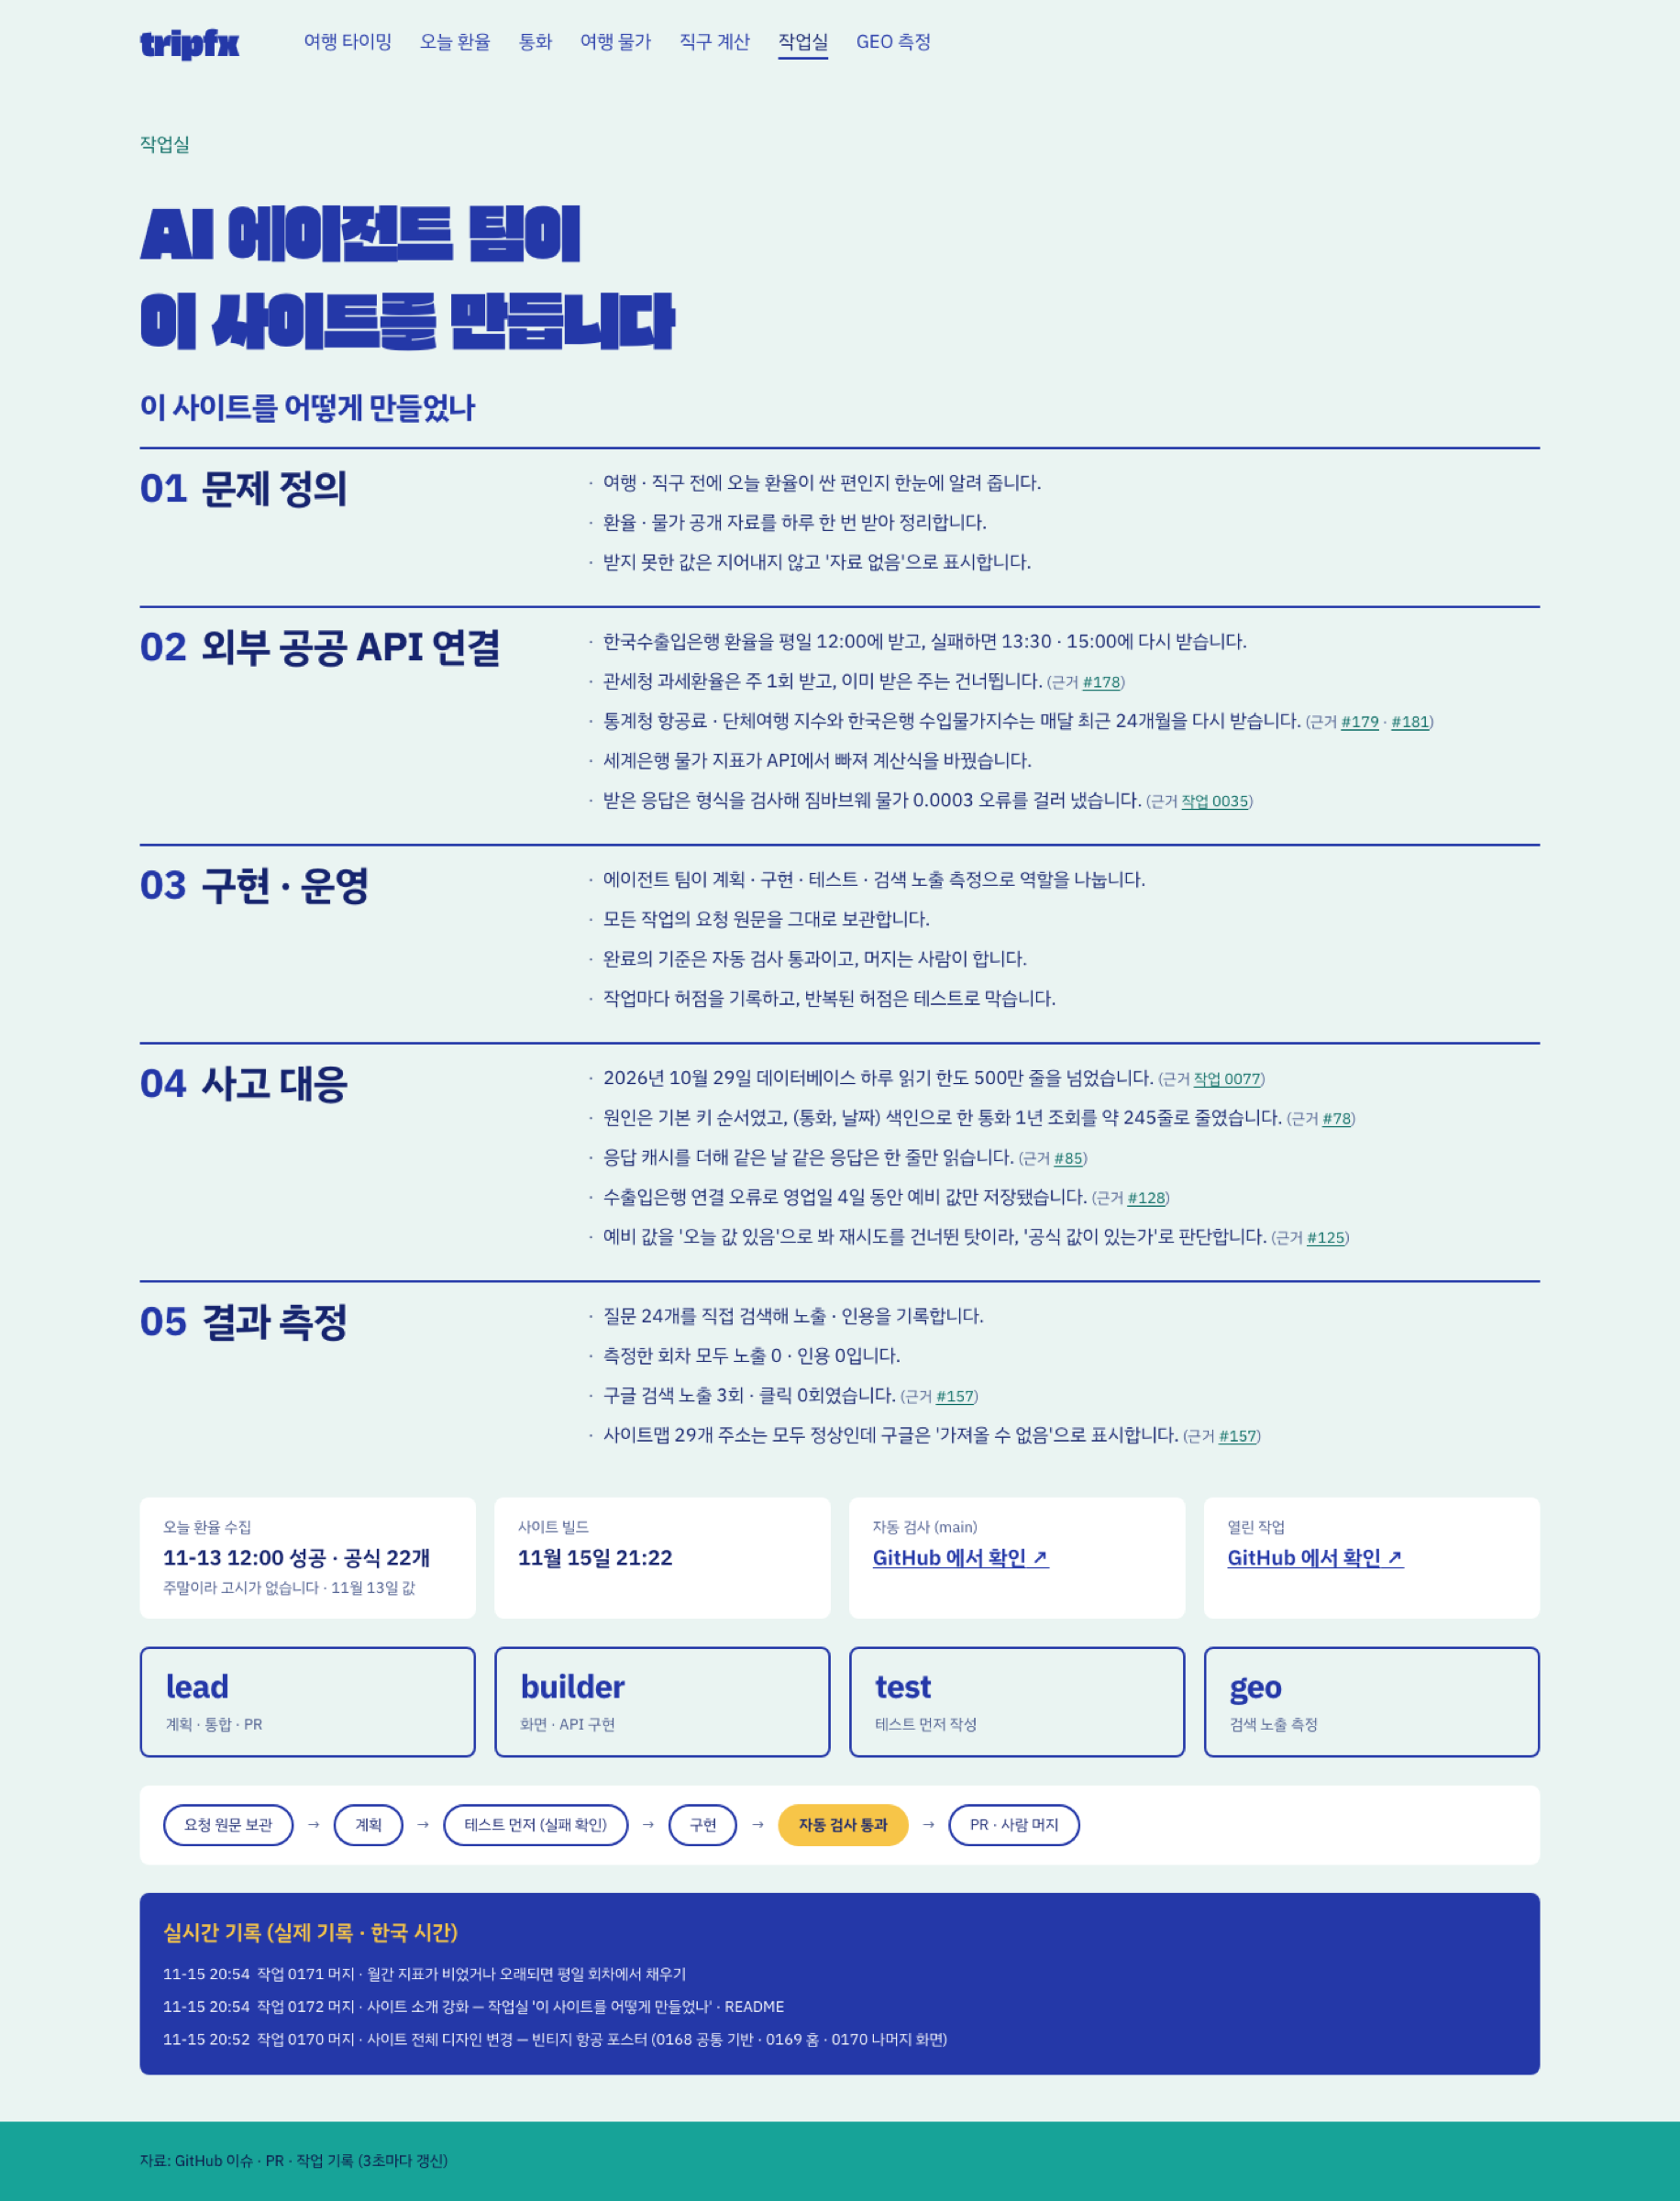 tripfx
여행 타이밍 오늘 환율 통화 여행 물가 직구 계산 작업실 GEO 측정
작업실
AI 에이전트 팀이
이 사이트를 만듭니다
이 사이트를 어떻게 만들었나
01 문제 정의
· 여행 · 직구 전에 오늘 환율이 싼 편인지 한눈에 알려 줍니다.
· 환율 · 물가 공개 자료를 하루 한 번 받아 정리합니다.
· 받지 못한 값은 지어내지 않고 '자료 없음'으로 표시합니다.
02 외부 공공 API 연결
· 한국수출입은행 환율을 평일 12:00에 받고, 실패하면 13:30 · 15:00에 다시 받습니다.
· 관세청 과세환율은 주 1회 받고, 이미 받은 주는 건너뜁니다. (근거 #178)
· 통계청 항공료 · 단체여행 지수와 한국은행 수입물가지수는 매달 최근 24개월을 다시 받습니다. (근거 #179 · #181)
· 세계은행 물가 지표가 API에서 빠져 계산식을 바꿨습니다.
· 받은 응답은 형식을 검사해 짐바브웨 물가 0.0003 오류를 걸러 냈습니다. (근거 작업 0035)
03 구현 · 운영
· 에이전트 팀이 계획 · 구현 · 테스트 · 검색 노출 측정으로 역할을 나눕니다.
· 모든 작업의 요청 원문을 그대로 보관합니다.
· 완료의 기준은 자동 검사 통과이고, 머지는 사람이 합니다.
· 작업마다 허점을 기록하고, 반복된 허점은 테스트로 막습니다.
04 사고 대응
· 2026년 10월 29일 데이터베이스 하루 읽기 한도 500만 줄을 넘었습니다. (근거 작업 0077)
· 원인은 기본 키 순서였고, (통화, 날짜) 색인으로 한 통화 1년 조회를 약 245줄로 줄였습니다. (근거 #78)
· 응답 캐시를 더해 같은 날 같은 응답은 한 줄만 읽습니다. (근거 #85)
· 수출입은행 연결 오류로 영업일 4일 동안 예비 값만 저장됐습니다. (근거 #128)
· 예비 값을 '오늘 값 있음'으로 봐 재시도를 건너뛴 탓이라, '공식 값이 있는가'로 판단합니다. (근거 #125)
05 결과 측정
· 질문 24개를 직접 검색해 노출 · 인용을 기록합니다.
· 측정한 회차 모두 노출 0 · 인용 0입니다.
· 구글 검색 노출 3회 · 클릭 0회였습니다. (근거 #157)
· 사이트맵 29개 주소는 모두 정상인데 구글은 '가져올 수 없음'으로 표시합니다. (근거 #157)
오늘 환율 수집
11-13 12:00 성공 · 공식 22개
주말이라 고시가 없습니다 · 11월 13일 값
사이트 빌드
11월 15일 21:22
자동 검사 (main)
GitHub 에서 확인 ↗
열린 작업
GitHub 에서 확인 ↗
lead
계획 · 통합 · PR
builder
화면 · API 구현
test
테스트 먼저 작성
geo
검색 노출 측정
요청 원문 보관 → 계획 → 테스트 먼저 (실패 확인) → 구현 → 자동 검사 통과 → PR · 사람 머지
실시간 기록 (실제 기록 · 한국 시간)
11-15 20:54 작업 0171 머지 · 월간 지표가 비었거나 오래되면 평일 회차에서 채우기
11-15 20:54 작업 0172 머지 · 사이트 소개 강화 — 작업실 '이 사이트를 어떻게 만들었나' · README
11-15 20:52 작업 0170 머지 · 사이트 전체 디자인 변경 — 빈티지 항공 포스터 (0168 공통 기반 · 0169 홈 · 0170 나머지 화면)
자료: GitHub 이슈 · PR · 작업 기록 (3초마다 갱신)